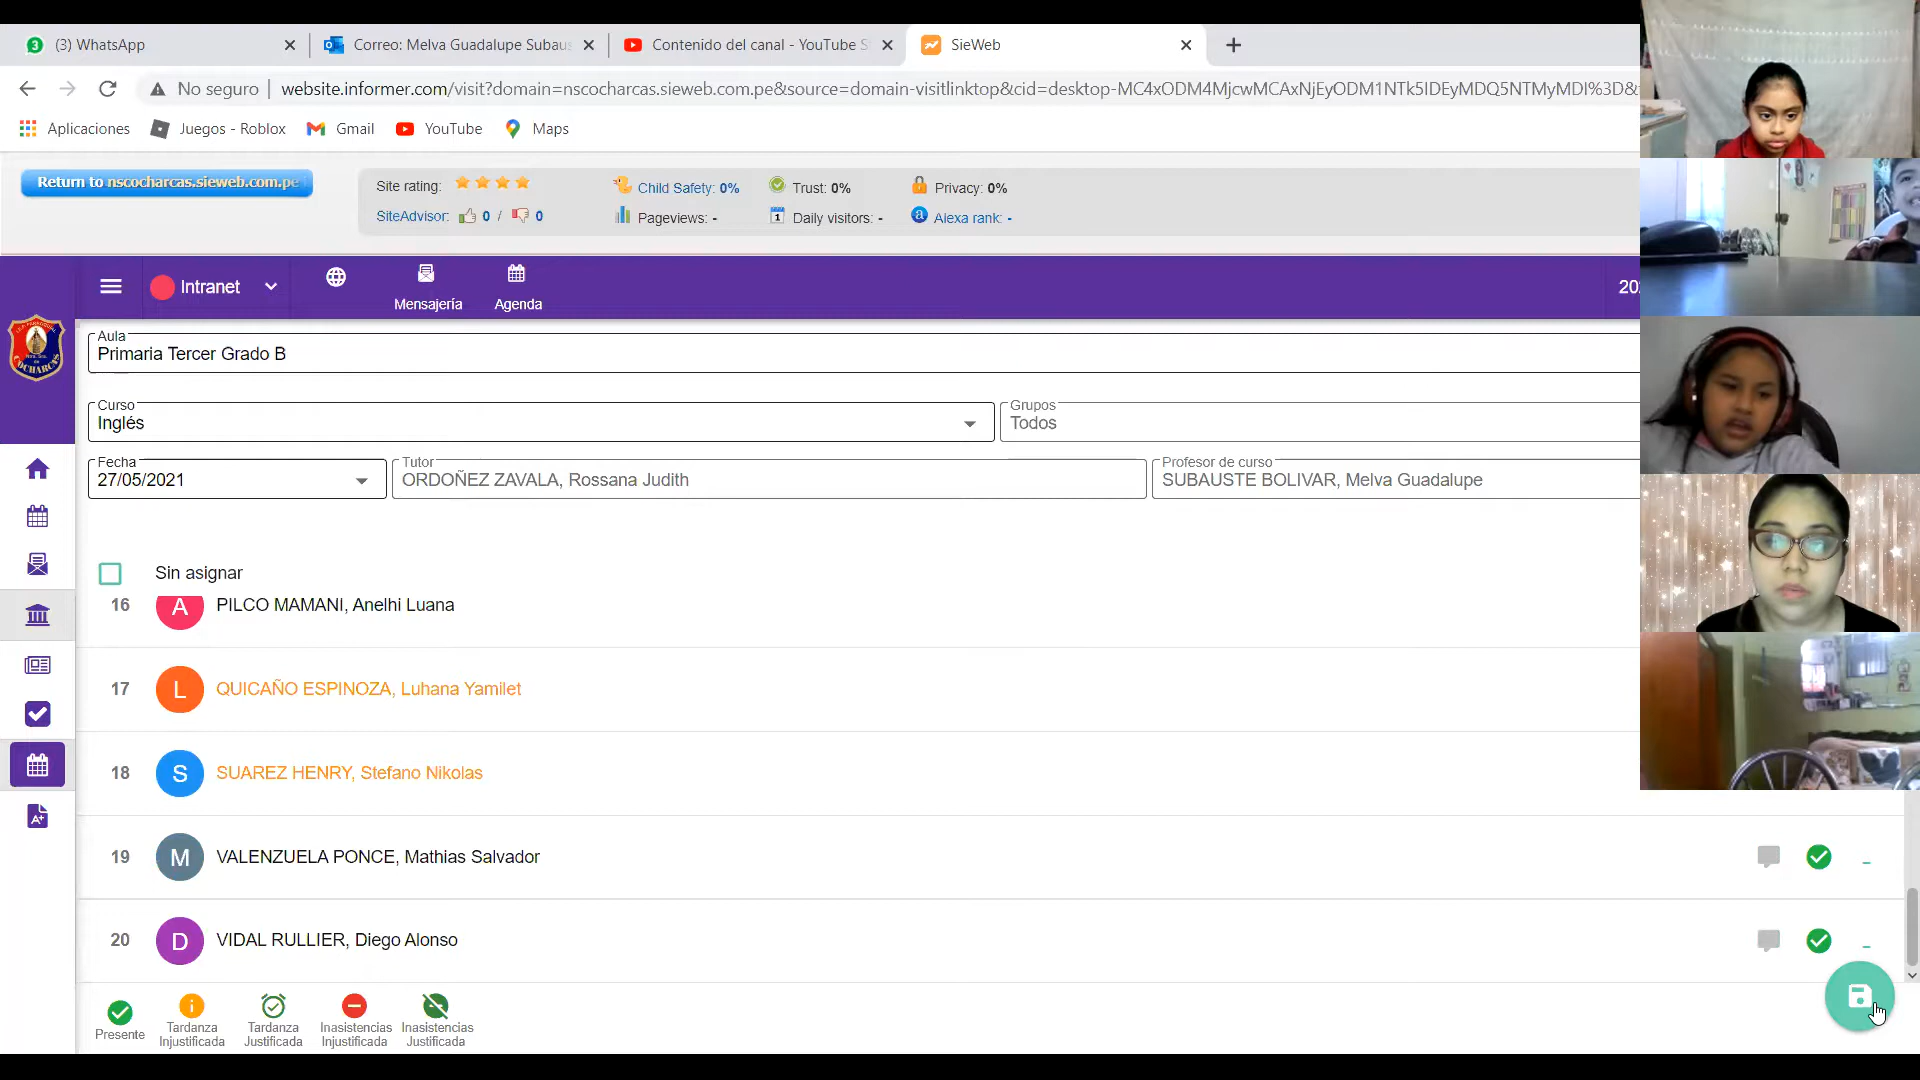 (3) WhatsApp
Correo: Melva Guadalupe Subaus
Contenido del canal - YouTube S
SieWeb
No seguro
website.informer.com/visit?domain=nscocharcas.sieweb.com.pe&source=domain-visitlinktop&cid=desktop-MC4xODM4MjcwMCAxNjEyODM1NTk5IDEyMDQ5NTMyMDI%3D&
Aplicaciones
Juegos - Roblox
Gmail
YouTube
Maps
Return to nscocharcas.sieweb.com.pe
Site rating:
Child Safety: 0%
Trust: 0%
Privacy: 0%
SiteAdvisor: 0 / 0
Pageviews: -
Daily visitors: -
Alexa rank: -
Intranet
Mensajería
Agenda
202
COCHARCAS
Aula
Primaria Tercer Grado B
Curso
Inglés
Grupos
Todos
Fecha
27/05/2021
Tutor
ORDOÑEZ ZAVALA, Rossana Judith
Profesor de curso
SUBAUSTE BOLIVAR, Melva Guadalupe
Sin asignar
16 A PILCO MAMANI, Anelhi Luana
17 L QUICAÑO ESPINOZA, Luhana Yamilet
18 S SUAREZ HENRY, Stefano Nikolas
19 M VALENZUELA PONCE, Mathias Salvador
20 D VIDAL RULLIER, Diego Alonso
Presente
Tardanza
Injustificada
Tardanza
Justificada
Inasistencias
Injustificada
Inasistencias
Justificada